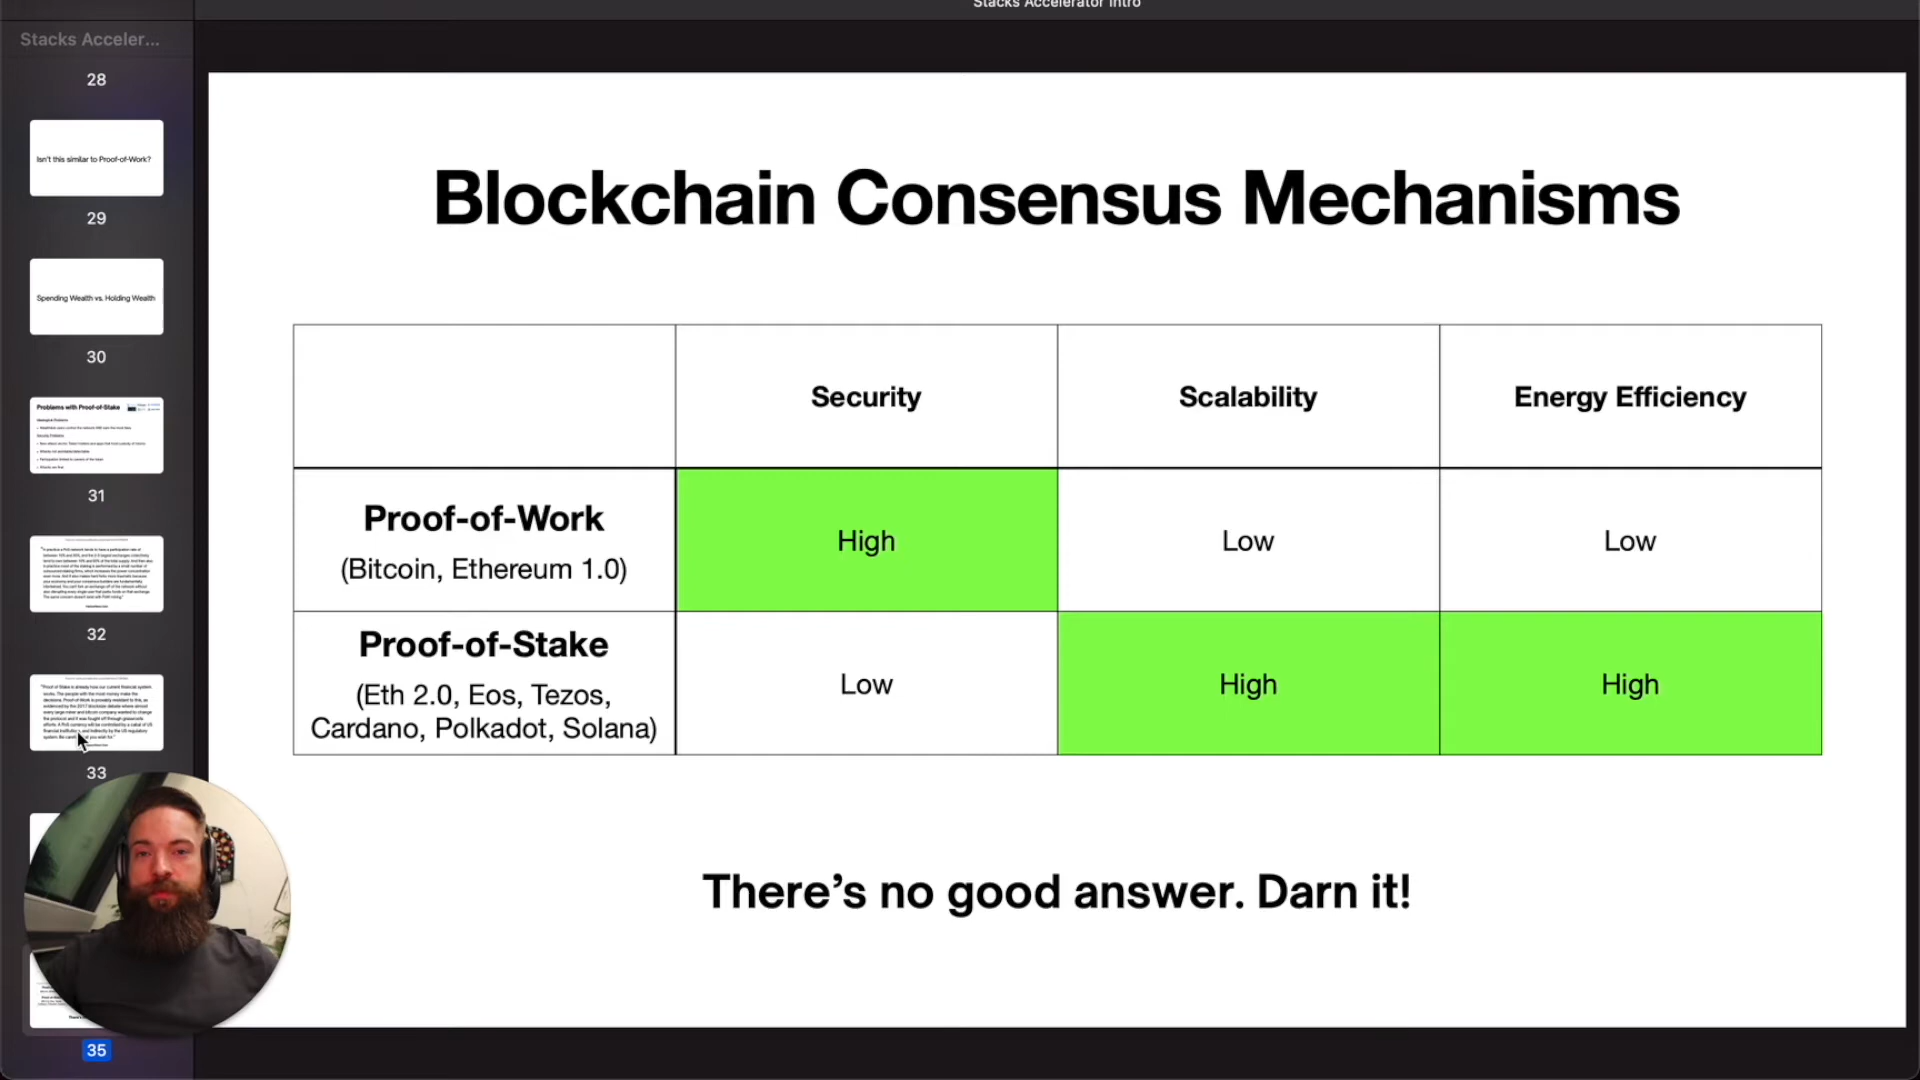 Stacks Accelerator Intro
Stacks Acceler...
28
Isn't this similar to Proof-of-Work?
29
Spending Wealth vs. Holding Wealth
30
Problems with Proof-of-Stake
31
32
33
35
Blockchain Consensus Mechanisms
Security
Scalability
Energy Efficiency
Proof-of-Work
(Bitcoin, Ethereum 1.0)
High
Low
Low
Proof-of-Stake
(Eth 2.0, Eos, Tezos,
Cardano, Polkadot, Solana)
Low
High
High
There's no good answer. Darn it!